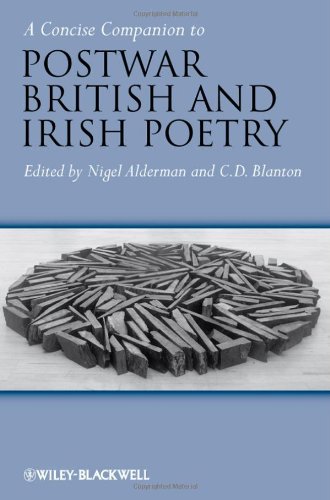 A Concise Companion to
POSTWAR
BRITISH AND
IRISH POETRY
Edited by Nigel Alderman and C.D. Blanton
WILEY-BLACKWELL